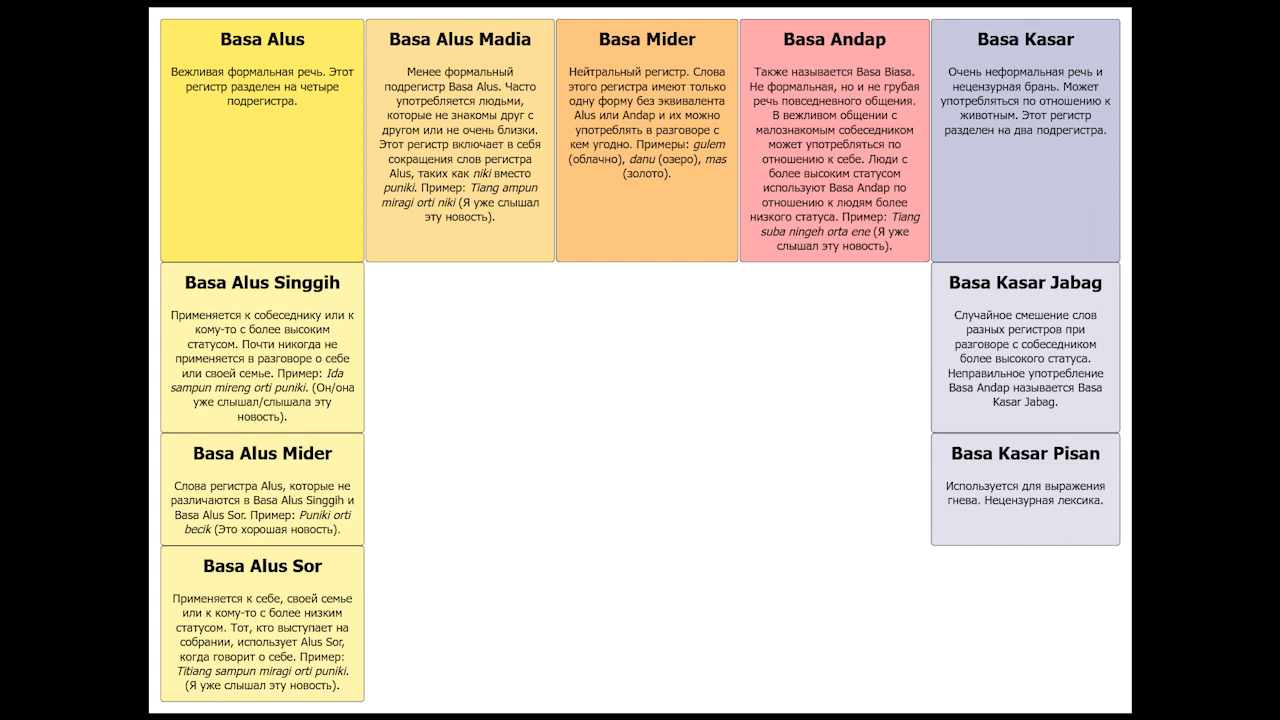 Basa Alus
Вежливая формальная речь. Этот
регистр разделен на четыре
подрегистра.
Basa Alus Madia
Менее формальный
подрегистр Basa Alus. Часто
употребляется людьми,
которые не знакомы друг с
другом или не очень близки.
Этот регистр включает в себя
сокращения слов регистра
Alus, таких как niki вместо
puniki. Пример: Tiang ampun
miragi orti niki (Я уже слышал
эту новость).
Basa Mider
Нейтральный регистр. Слова
этого регистра имеют только
одну форму без эквивалента
Alus или Andap и их можно
употреблять в разговоре с
кем угодно. Примеры: gulem
(облачно), danu (озеро), mas
(золото).
Basa Andap
Также называется Basa Biasa.
Не формальная, но и не грубая
речь повседневного общения.
В вежливом общении с
малознакомым собеседником
может употребляться по
отношению к себе. Люди с
более высоким статусом
используют Basa Andap по
отношению к людям более
низкого статуса. Пример: Tiang
suba ningeh orta ene (Я уже
слышал эту новость).
Basa Kasar
Очень неформальная речь и
нецензурная брань. Может
употребляться по отношению к
животным. Этот регистр
разделен на два подрегистра.
Basa Alus Singgih
Применяется к собеседнику или к
кому-то с более высоким
статусом. Почти никогда не
применяется в разговоре о себе
или своей семье. Пример: Ida
sampun mireng orti puniki. (Он/она
уже слышал/слышала эту
новость).
Basa Kasar Jabag
Случайное смешение слов
разных регистров при
разговоре с собеседником
более высокого статуса.
Неправильное употребление
Basa Andap называется Basa
Kasar Jabag.
Basa Alus Mider
Слова регистра Alus, которые не
различаются в Basa Alus Singgih и
Basa Alus Sor. Пример: Puniki orti
becik (Это хорошая новость).
Basa Kasar Pisan
Используется для выражения
гнева. Нецензурная лексика.
Basa Alus Sor
Применяется к себе, своей семье
или к кому-то с более низким
статусом. Тот, кто выступает на
собрании, использует Alus Sor,
когда говорит о себе. Пример:
Titiang sampun miragi orti puniki.
(Я уже слышал эту новость).